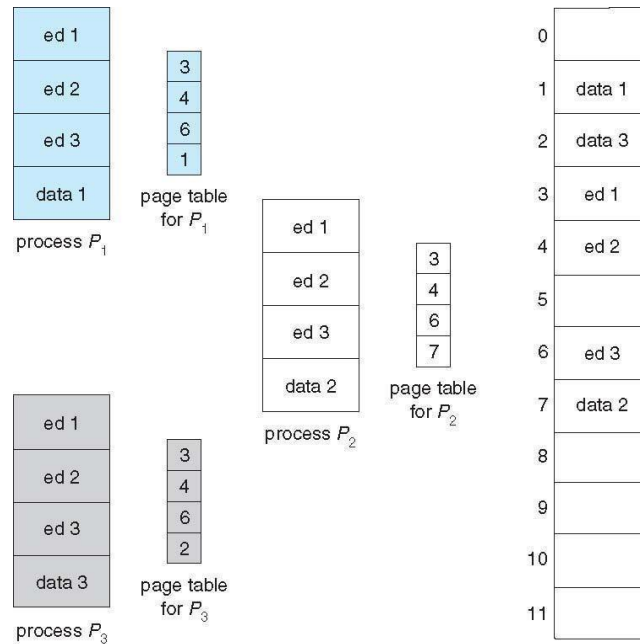 ed 1
ed 2
ed 3
data 1
process P1
3
4
6
1
page table
for P1
ed 1
ed 2
ed 3
data 2
process P2
3
4
6
7
page table
for P2
ed 1
ed 2
ed 3
data 3
process P3
3
4
6
2
page table
for P3
0
1 data 1
2 data 3
3 ed 1
4 ed 2
5
6 ed 3
7 data 2
8
9
10
11